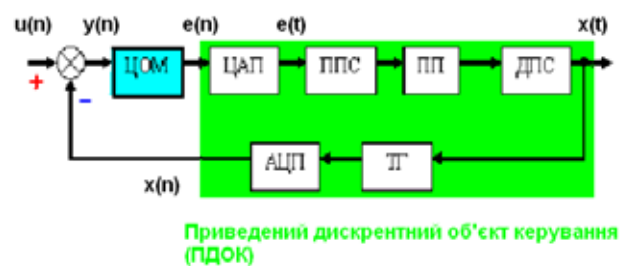 u(n) y(n) e(n) e(t) x(t)
ЦОМ ЦАП ППС ПП ДПС
+
−
АЦП ТГ
x(n)
Приведений дискрентний об'єкт керування
(ПДОК)